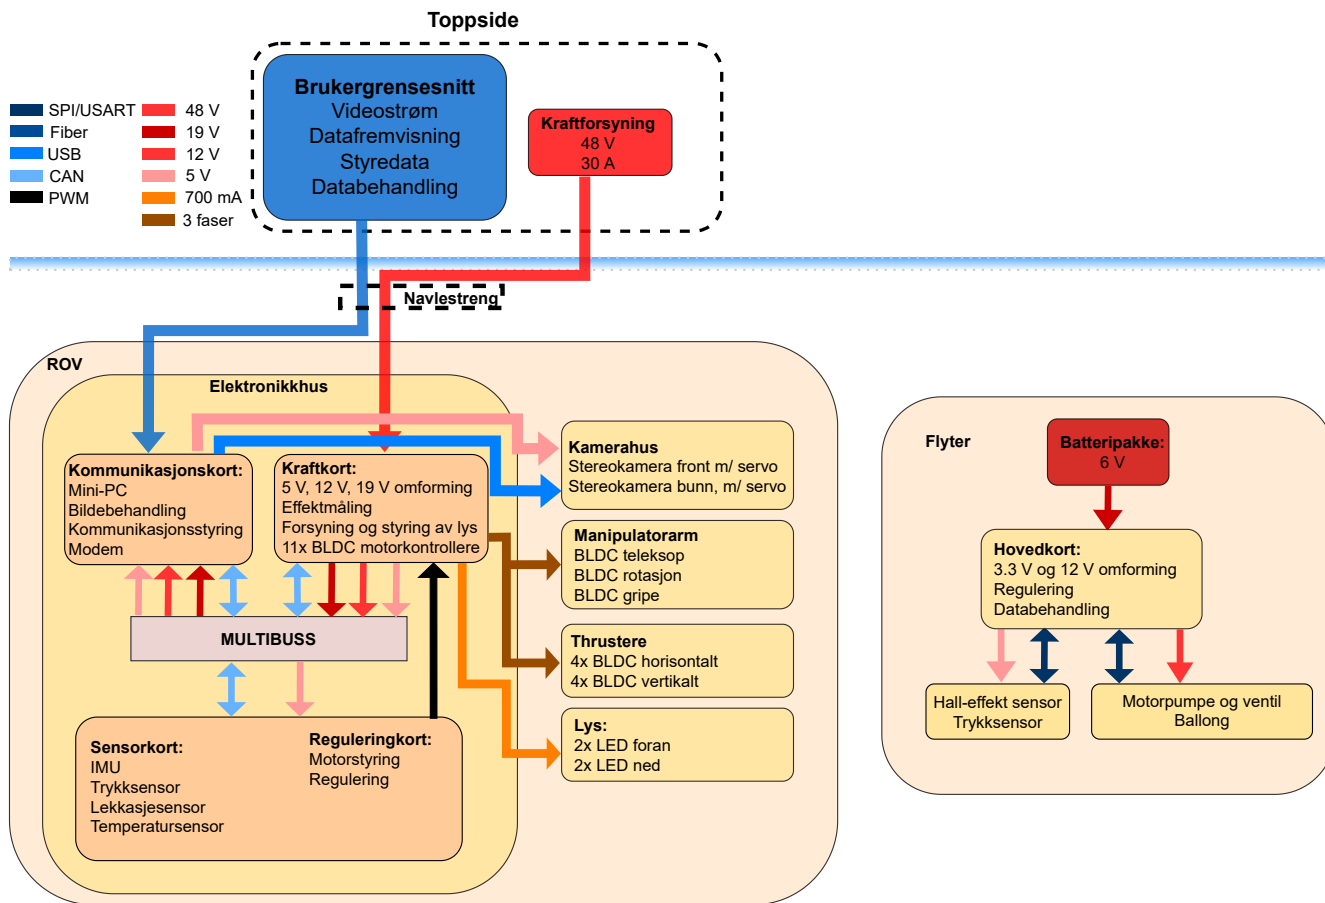 Toppside
Brukergrensesnitt
Videostrøm
Datafremvisning
Styredata
Databehandling
Kraftforsyning
48 V
30 A
SPI/USART
Fiber
USB
CAN
PWM
48 V
19 V
12 V
5 V
700 mA
3 faser
Navlestreng
ROV
Elektronikkhus
Kommunikasjonskort:
Mini-PC
Bildebehandling
Kommunikasjonsstyring
Modem
Kraftkort:
5 V, 12 V, 19 V omforming
Effektmåling
Forsyning og styring av lys
11x BLDC motorkontrollere
MULTIBUSS
Sensorkort:
IMU
Trykksensor
Lekkasjesensor
Temperatursensor
Reguleringkort:
Motorstyring
Regulering
Kamerahus
Stereokamera front m/ servo
Stereokamera bunn, m/ servo
Manipulatorarm
BLDC teleksop
BLDC rotasjon
BLDC gripe
Thrustere
4x BLDC horisontalt
4x BLDC vertikalt
Lys:
2x LED foran
2x LED ned
Flyter
Batteripakke:
6 V
Hovedkort:
3.3 V og 12 V omforming
Regulering
Databehandling
Hall-effekt sensor
Trykksensor
Motorpumpe og ventil
Ballong